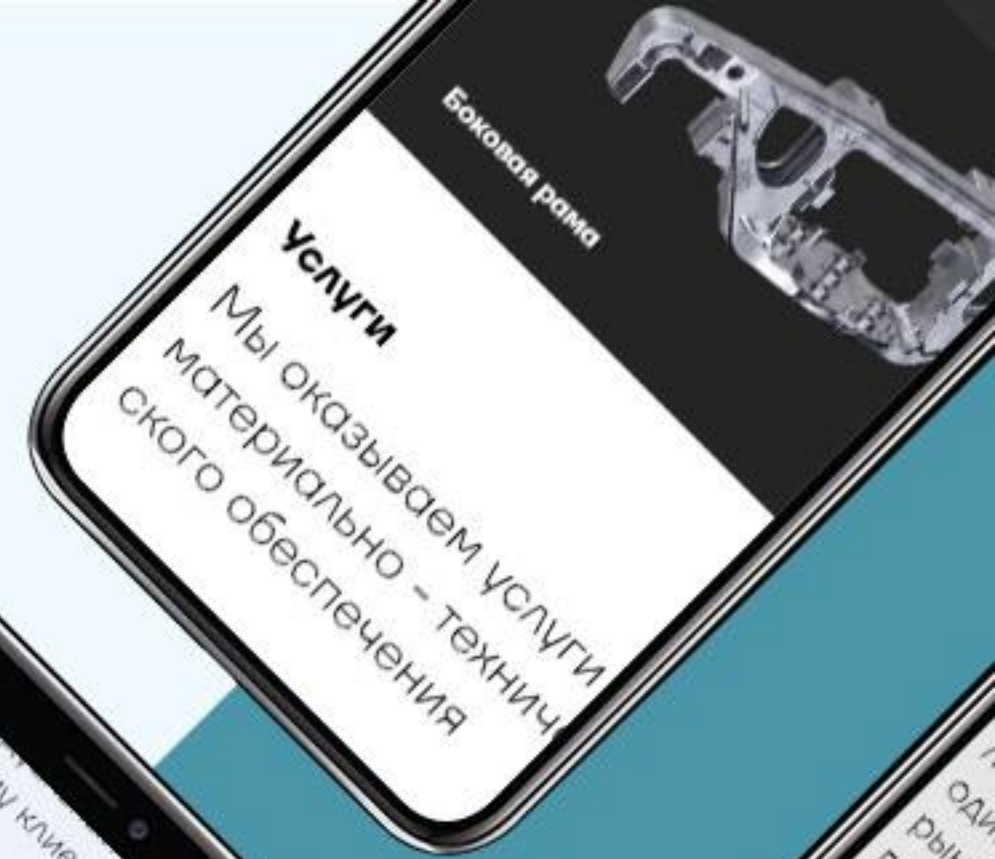 Боковая рама
Услуги
Мы оказываем услуги
материально - технич
ского обеспечения